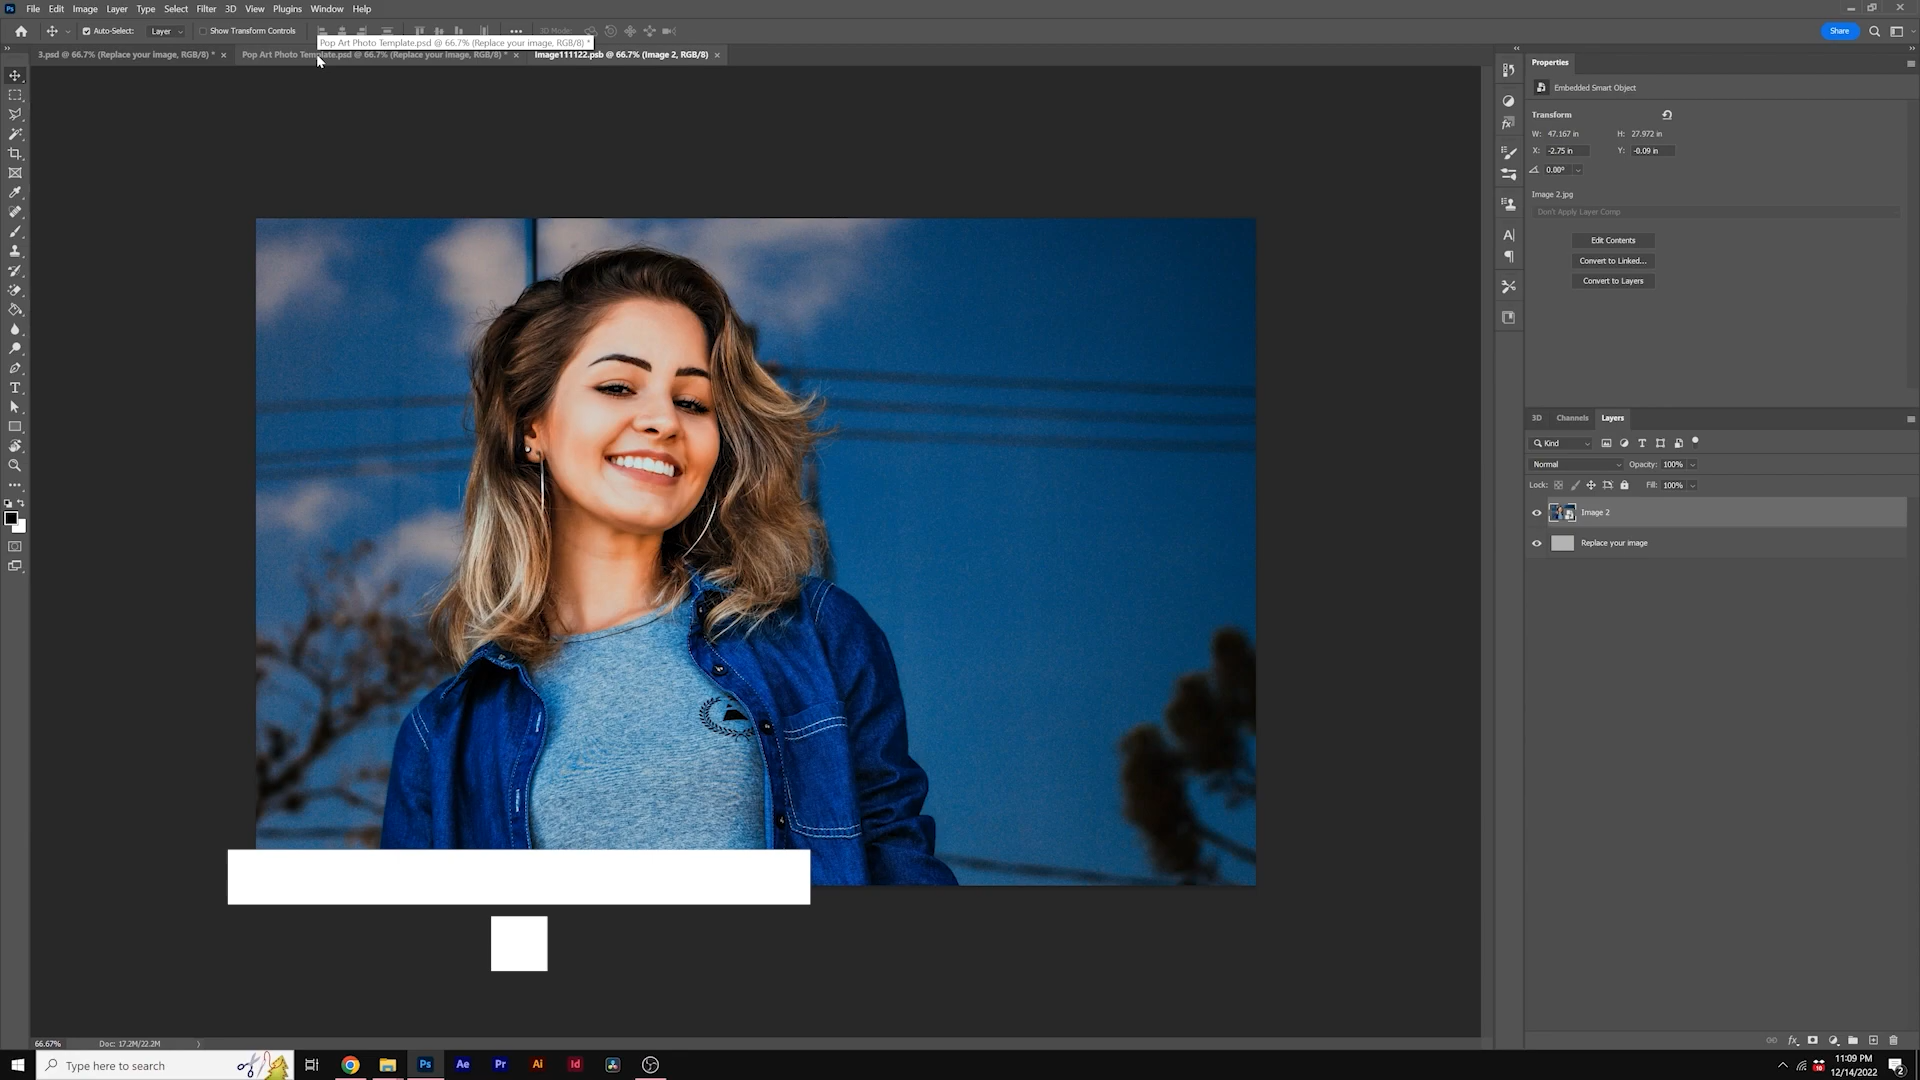 File Edit Image Layer Type Select Filter 3D View Plugins Window Help
Auto-Select: Layer Show Transform Controls 3D Mode: Share
Pop Art Photo Template.psd @ 66.7% (Replace your image, RGB/8) *
3.psd @ 66.7% (Replace your image, RGB/8) * Pop Art Photo Template.psd @ 66.7% (Replace your image, RGB/8) * Image111122.psb @ 66.7% (Image 2, RGB/8)
Properties
Embedded Smart Object
Transform
W: 47.167 in H: 27.972 in
X: -2.75 in Y: -0.09 in
0.00°
Image 2.jpg
Don't Apply Layer Comp
Edit Contents
Convert to Linked...
Convert to Layers
3D Channels Layers
Kind
Normal Opacity: 100%
Lock: Fill: 100%
Image 2
Replace your image
66.67% Doc: 17.2M/22.2M
Type here to search
Ps Ae Pr Ai Id
11:09 PM
12/14/2022
2